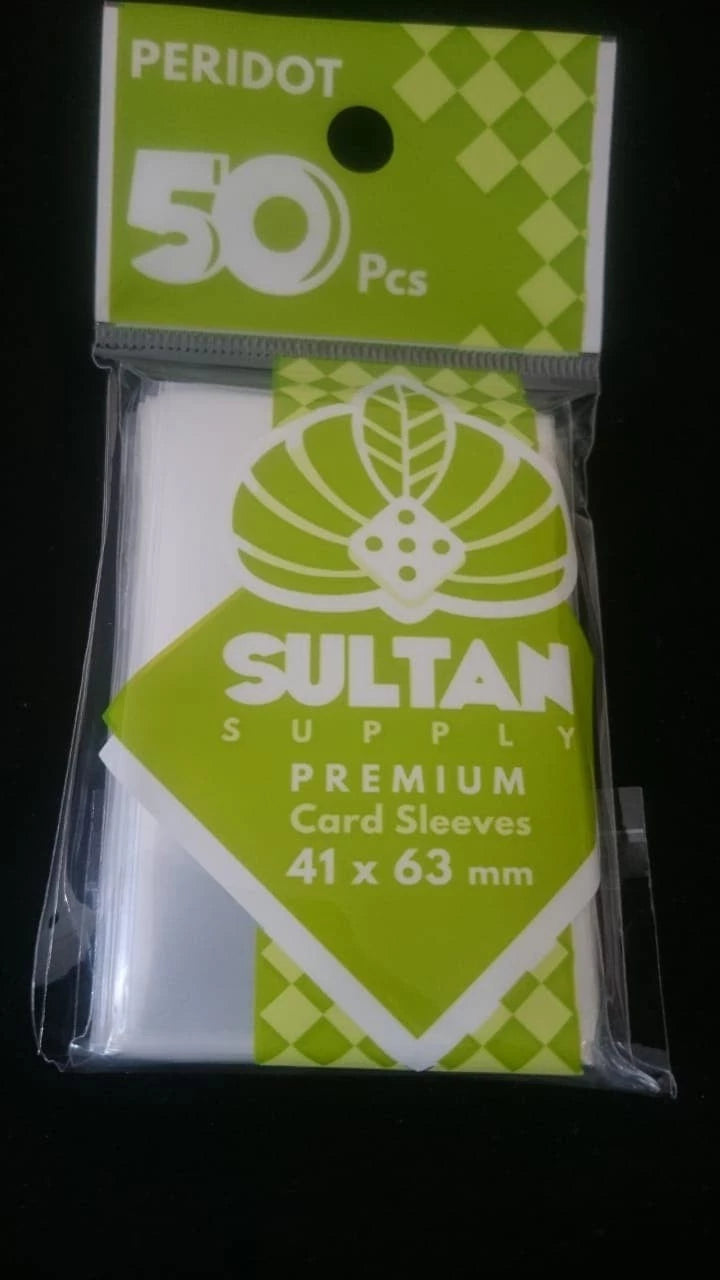 PERIDOT
50 Pcs
SULTAN
SUPPLY
PREMIUM
Card Sleeves
41 x 63 mm